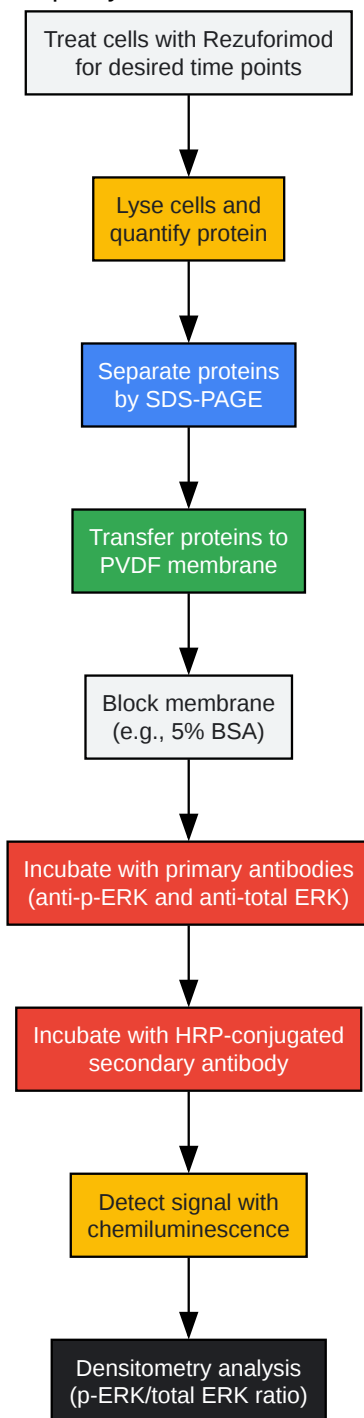 Treat cells with Rezuforimod
for desired time points
Lyse cells and
quantify protein
Separate proteins
by SDS-PAGE
Transfer proteins to
PVDF membrane
Block membrane
(e.g., 5% BSA)
Incubate with primary antibodies
(anti-p-ERK and anti-total ERK)
Incubate with HRP-conjugated
secondary antibody
Detect signal with
chemiluminescence
Densitometry analysis
(p-ERK/total ERK ratio)